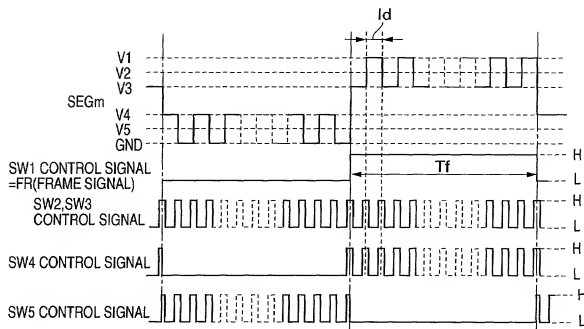 Id
V1
V2
V3
SEGm
V4
V5
GND
H
SW1 CONTROL SIGNAL
=FR(FRAME SIGNAL)
Tf
L
SW2,SW3
CONTROL SIGNAL
H
L
SW4 CONTROL SIGNAL
H
L
SW5 CONTROL SIGNAL
H
L